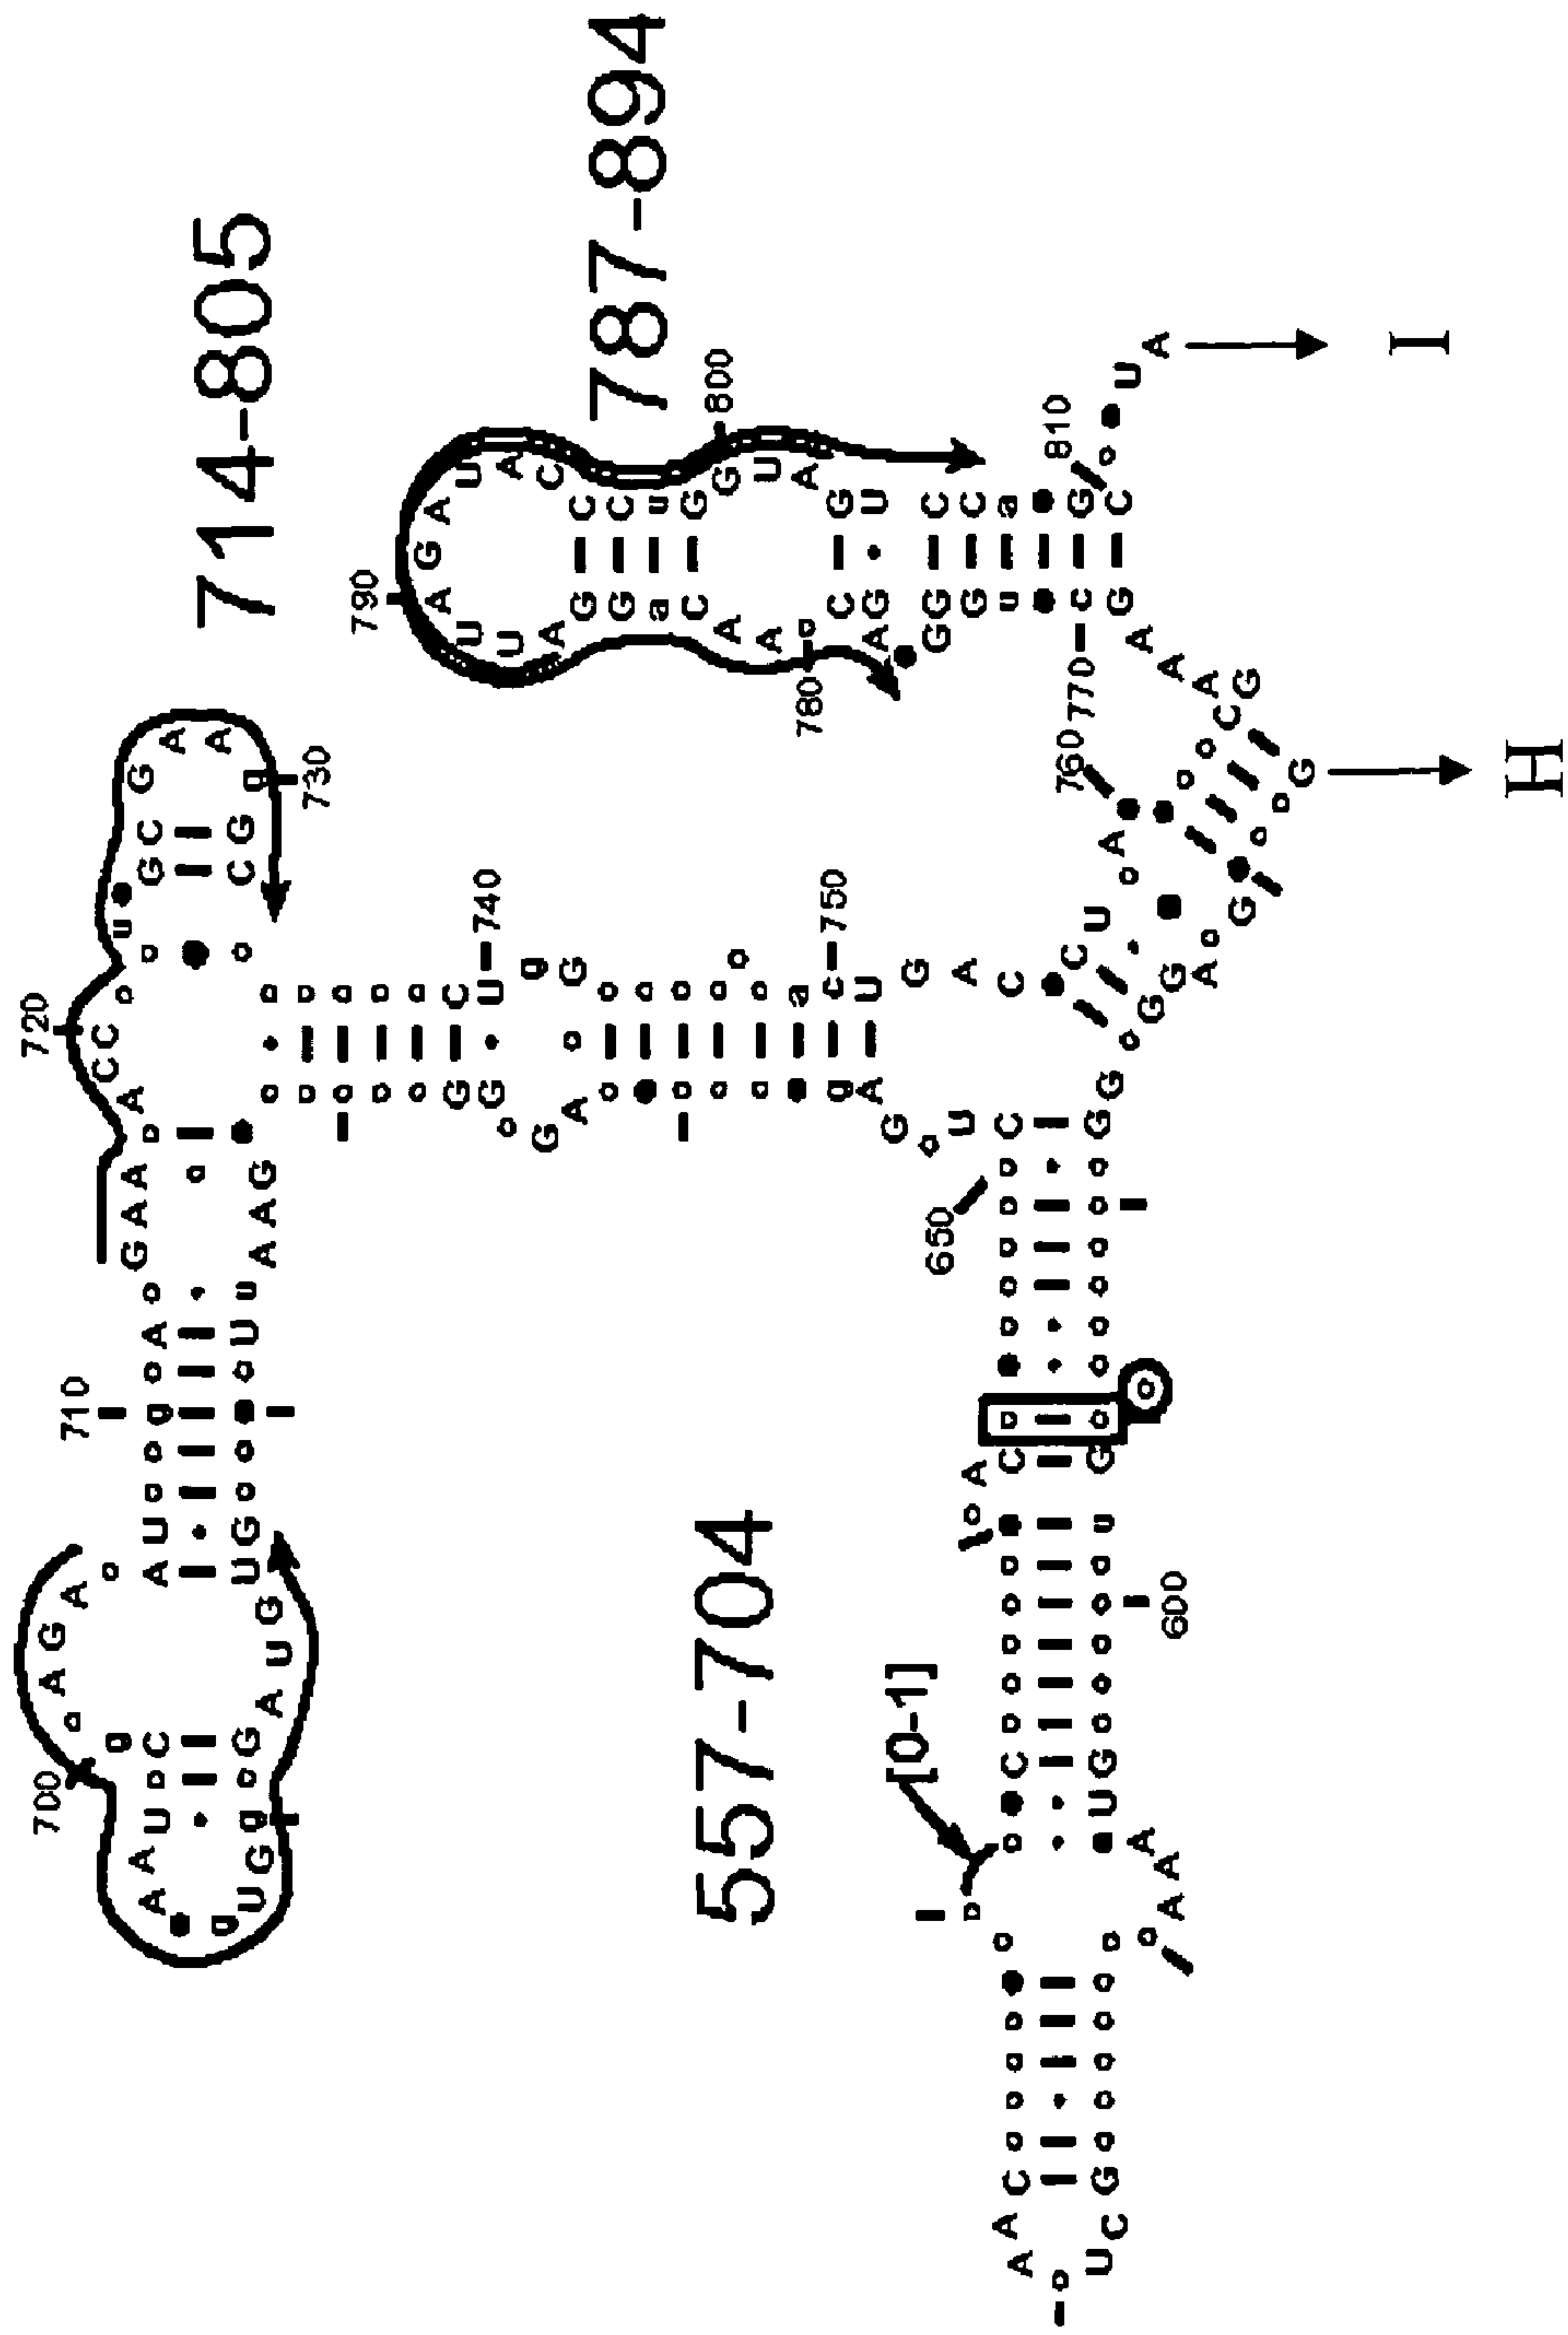 714-805
787-894
557-704
700
710
720
730
740
750
760
770
780
790
800
810
650
600
[0-1]
H
I
A G A
A A U C g
A U g A G A A
A C C u G C G A A
g U G g G A U G U G
U U u A A G
C G g
G G
C U
G A
g G
g A
a c U
G U C
G A C
C U A
A A C
A A C
C A C
U C G
A A A
U G
u G G
G G G A G
G
G C A A A G
c u G G
G A C
A A C a G G
A U U A G A U A C
C C u G
G U A G U
C C a G
C
U A